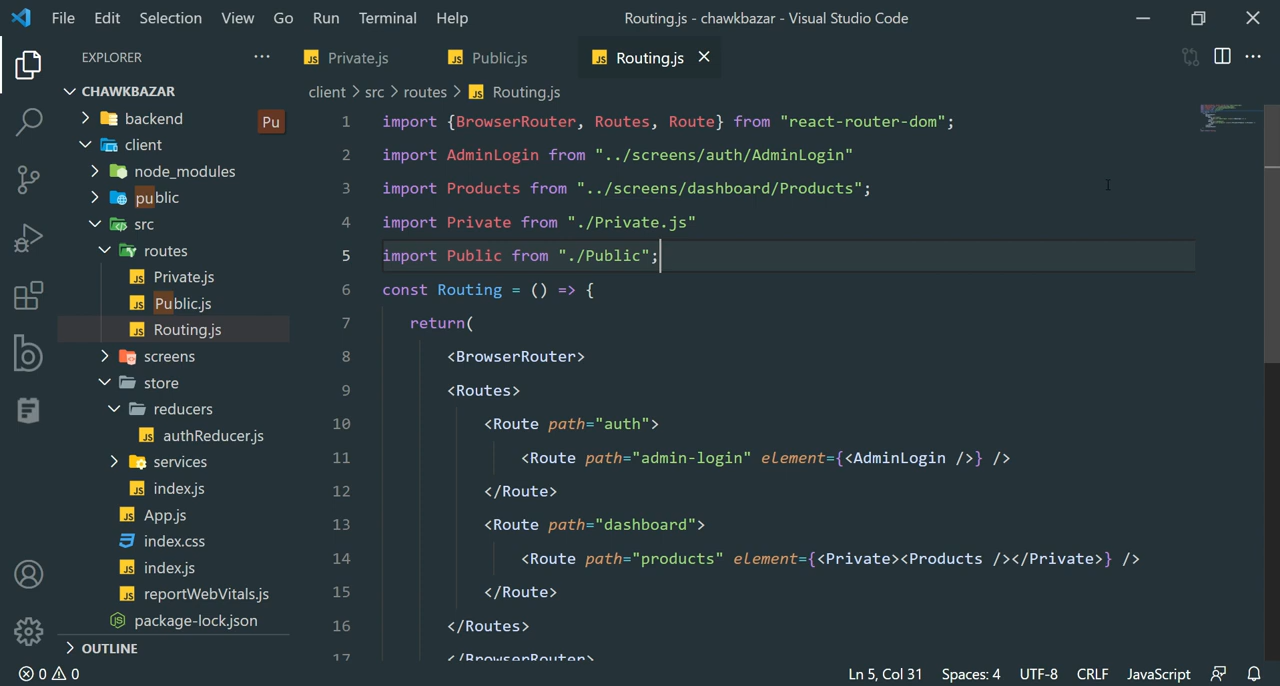 File Edit Selection View Go Run Terminal Help
Routing.js - chawkbazar - Visual Studio Code
EXPLORER
CHAWKBAZAR
backend
Pu
client
node_modules
public
src
routes
Private.js
Public.js
Routing.js
screens
store
reducers
authReducer.js
services
index.js
App.js
index.css
index.js
reportWebVitals.js
package-lock.json
OUTLINE
Private.js Public.js Routing.js
client > src > routes > Routing.js
1 import {BrowserRouter, Routes, Route} from "react-router-dom";
2 import AdminLogin from "../screens/auth/AdminLogin"
3 import Products from "../screens/dashboard/Products";
4 import Private from "./Private.js"
5 import Public from "./Public";
6 const Routing = () => {
7 return(
8 <BrowserRouter>
9 <Routes>
10 <Route path="auth">
11 <Route path="admin-login" element={<AdminLogin />} />
12 </Route>
13 <Route path="dashboard">
14 <Route path="products" element={<Private><Products /></Private>} />
15 </Route>
16 </Routes>
17 </BrowserRouter>
0 0
Ln 5, Col 31 Spaces: 4 UTF-8 CRLF JavaScript